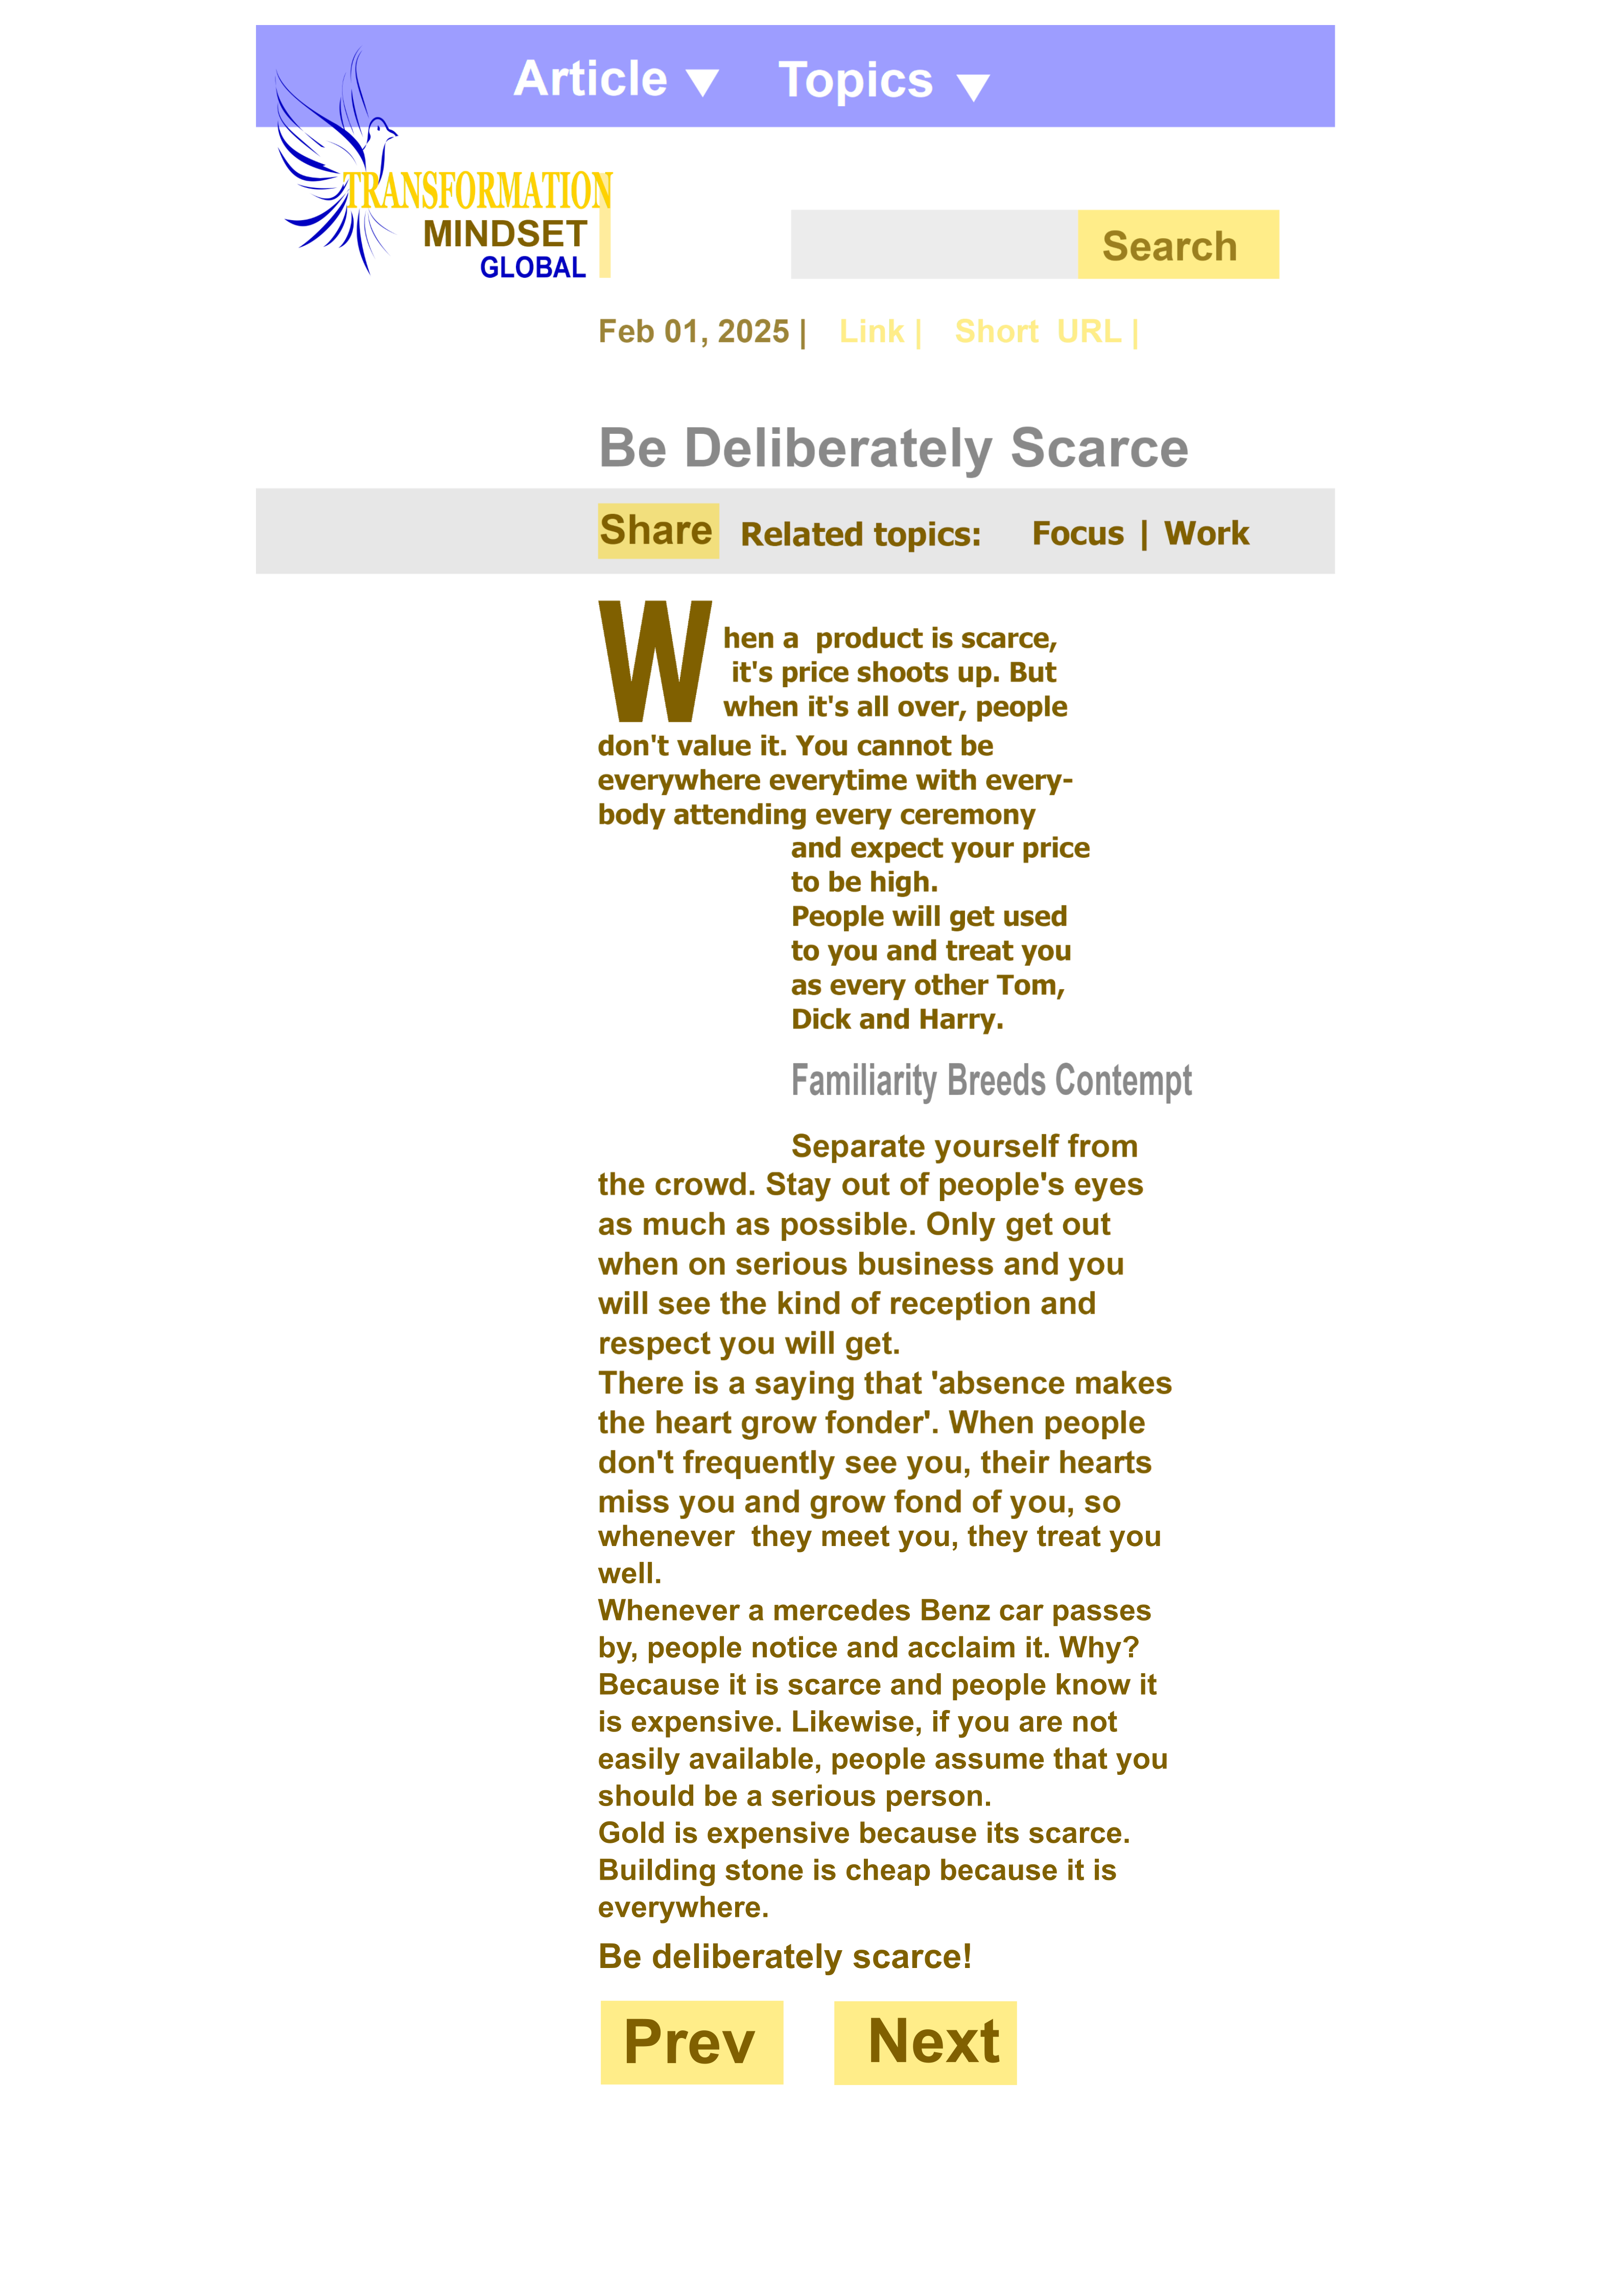 Article Topics
TRANSFORMATION
MINDSET
GLOBAL
Search
Feb 01, 2025 | Link | Short URL |
Be Deliberately Scarce
Share Related topics: Focus | Work
When a product is scarce,
it's price shoots up. But
when it's all over, people
don't value it. You cannot be
everywhere everytime with every-
body attending every ceremony
and expect your price
to be high.
People will get used
to you and treat you
as every other Tom,
Dick and Harry.
Familiarity Breeds Contempt
Separate yourself from
the crowd. Stay out of people's eyes
as much as possible. Only get out
when on serious business and you
will see the kind of reception and
respect you will get.
There is a saying that 'absence makes
the heart grow fonder'. When people
don't frequently see you, their hearts
miss you and grow fond of you, so
whenever they meet you, they treat you
well.
Whenever a mercedes Benz car passes
by, people notice and acclaim it. Why?
Because it is scarce and people know it
is expensive. Likewise, if you are not
easily available, people assume that you
should be a serious person.
Gold is expensive because its scarce.
Building stone is cheap because it is
everywhere.
Be deliberately scarce!
Prev Next